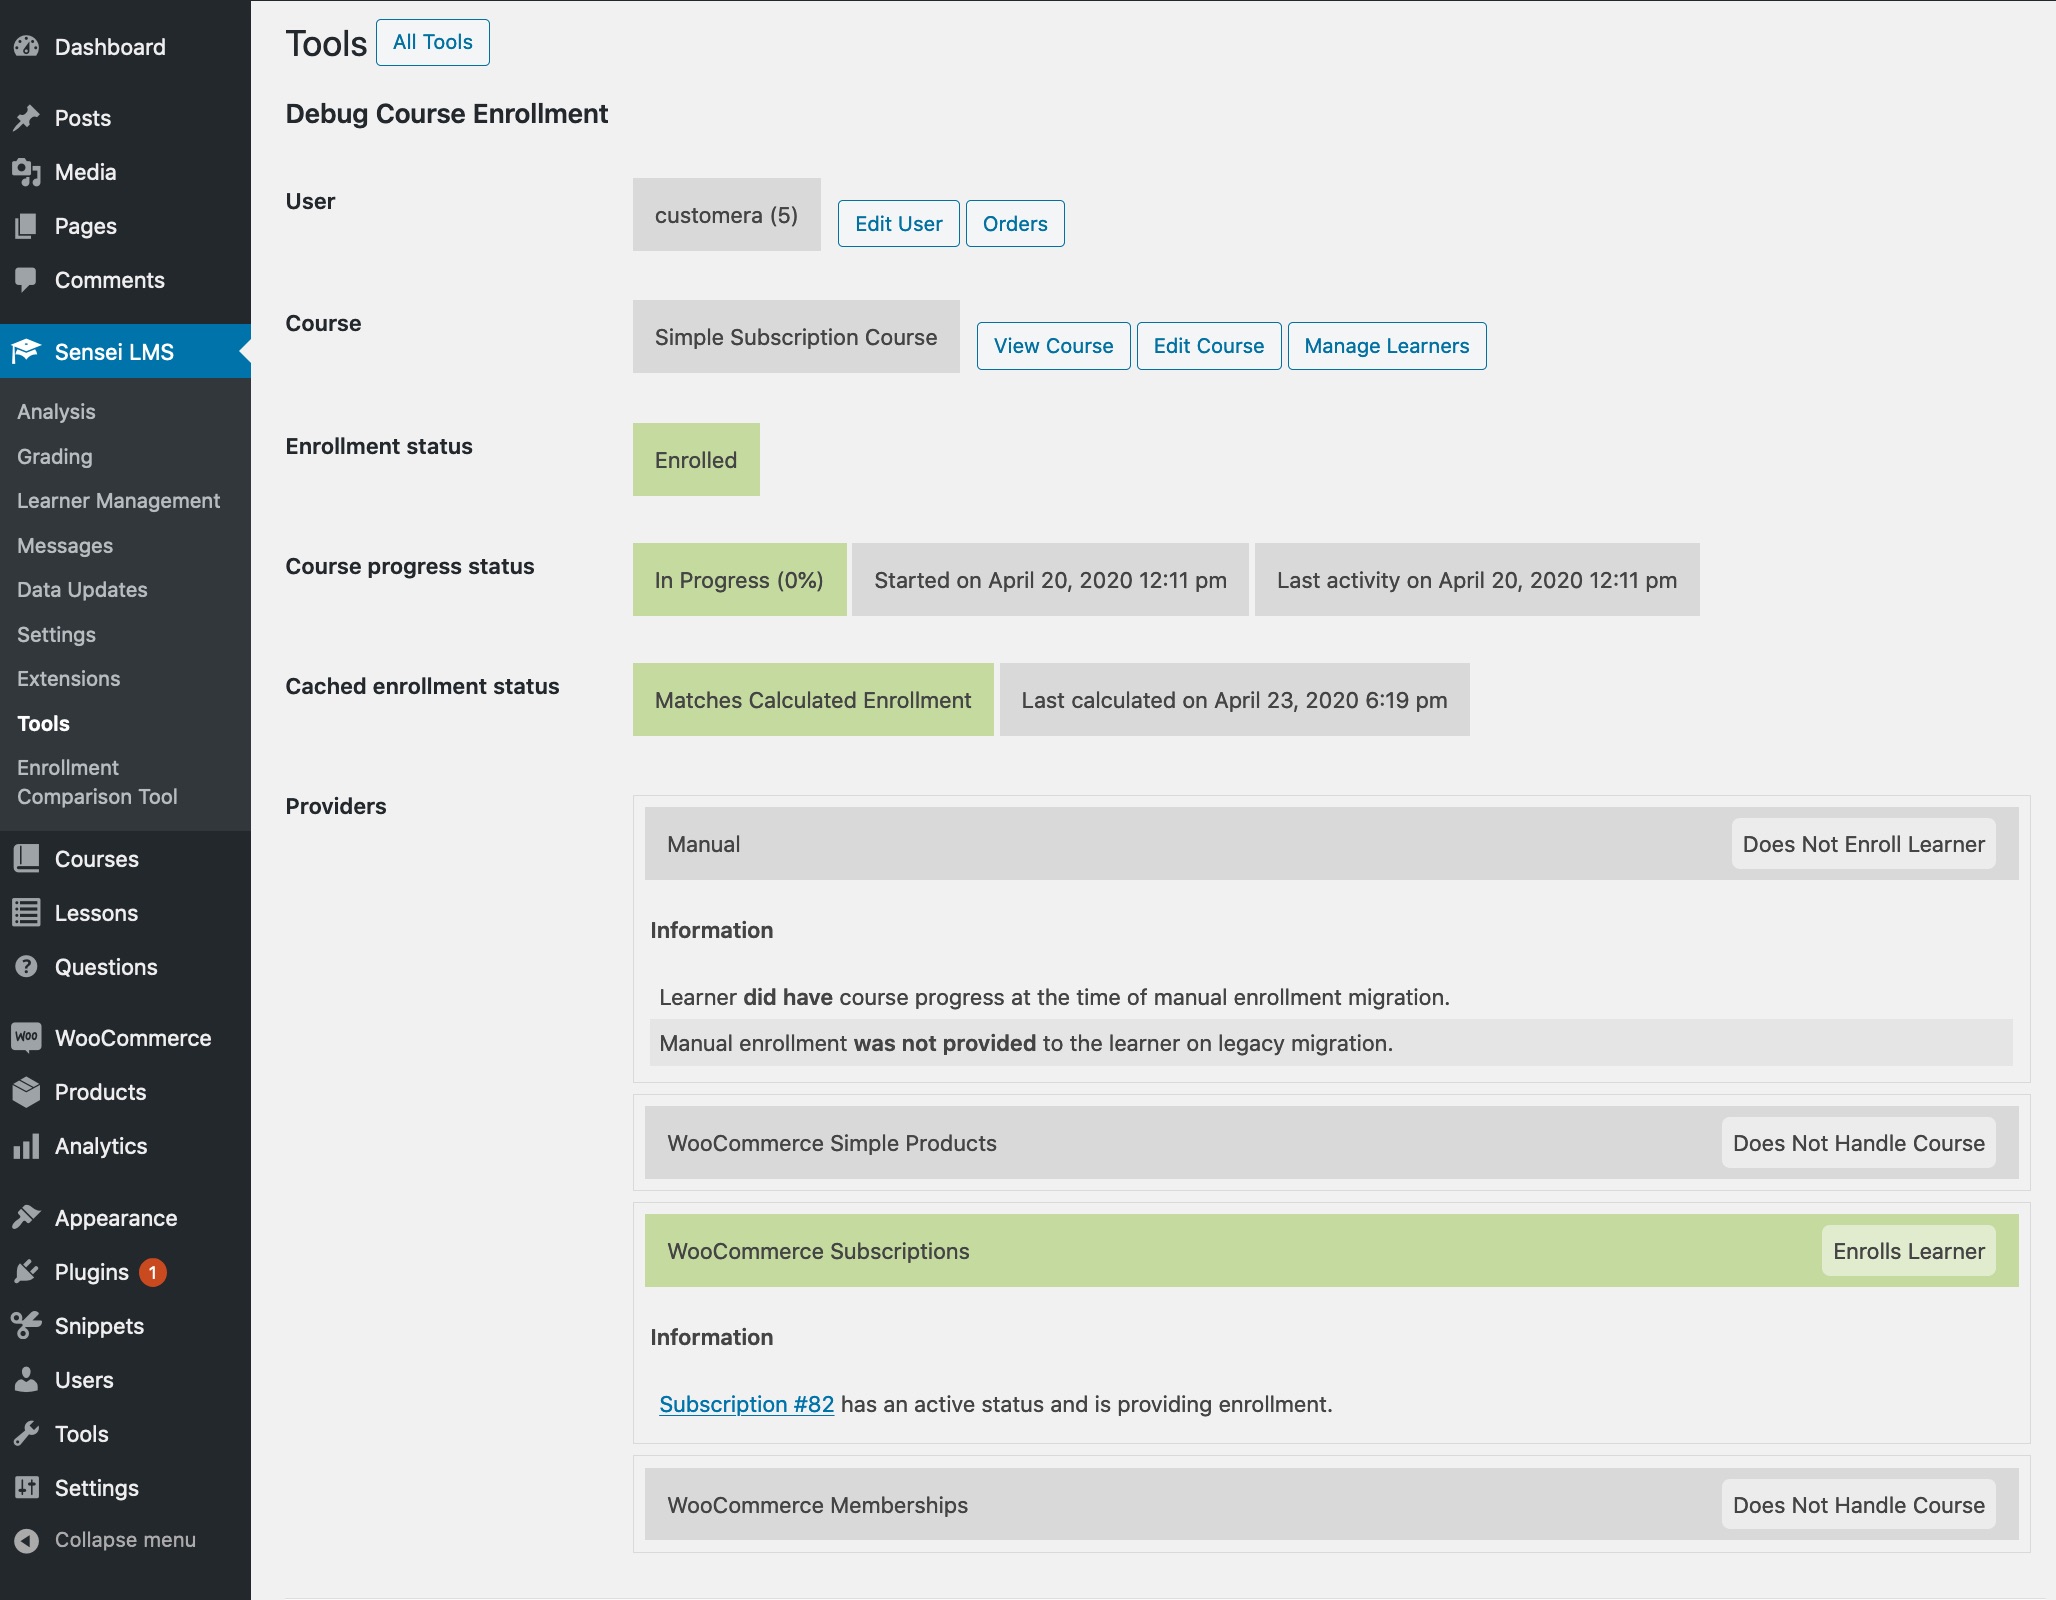 Dashboard
Posts
Media
Pages
Comments
Sensei LMS
Analysis
Grading
Learner Management
Messages
Data Updates
Settings
Extensions
Tools
Enrollment
Comparison Tool
Courses
Lessons
? Questions
Woo WooCommerce
Products
Analytics
Appearance
Plugins 1
Snippets
Users
Tools
Settings
Collapse menu
Tools All Tools
Debug Course Enrollment
User customera (5) Edit User Orders
Course Simple Subscription Course View Course Edit Course Manage Learners
Enrollment status Enrolled
Course progress status In Progress (0%) Started on April 20, 2020 12:11 pm Last activity on April 20, 2020 12:11 pm
Cached enrollment status Matches Calculated Enrollment Last calculated on April 23, 2020 6:19 pm
Providers
Manual Does Not Enroll Learner
Information
Learner did have course progress at the time of manual enrollment migration.
Manual enrollment was not provided to the learner on legacy migration.
WooCommerce Simple Products Does Not Handle Course
WooCommerce Subscriptions Enrolls Learner
Information
Subscription #82 has an active status and is providing enrollment.
WooCommerce Memberships Does Not Handle Course